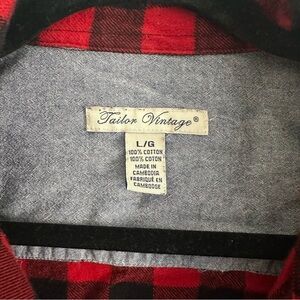 Tailor Vintage®
L/G
100% COTTON
100% COTON
MADE IN
CAMBODIA
FABRIQUÉ EN
CAMBODGE